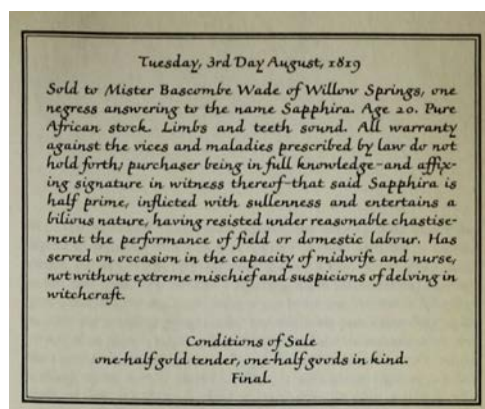 Tuesday, 3rd Day August, 1819
Sold to Mister Bascombe Wade of Willow Springs, one
negress answering to the name Sapphira. Age 20. Pure
African stock. Limbs and teeth sound. All warranty
against the vices and maladies prescribed by law do not
hold forth; purchaser being in full knowledge-and affix-
ing signature in witness thereof-that said Sapphira is
half prime, inflicted with sullenness and entertains a
bilious nature, having resisted under reasonable chastise-
ment the performance of field or domestic labour. Has
served on occasion in the capacity of midwife and nurse,
not without extreme mischief and suspicions of delving in
witchcraft.
Conditions of Sale
one-half gold tender, one-half goods in kind.
Final.